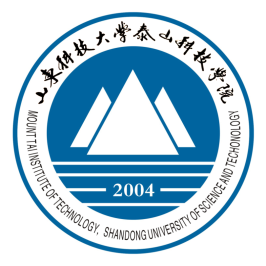 山东科技大学泰山科技学院
2004
MOUNT TAI INSTITUTE OF TECHNOLOGY, SHANDONG UNIVERSITY OF SCIENCE AND TECHONOLOGY